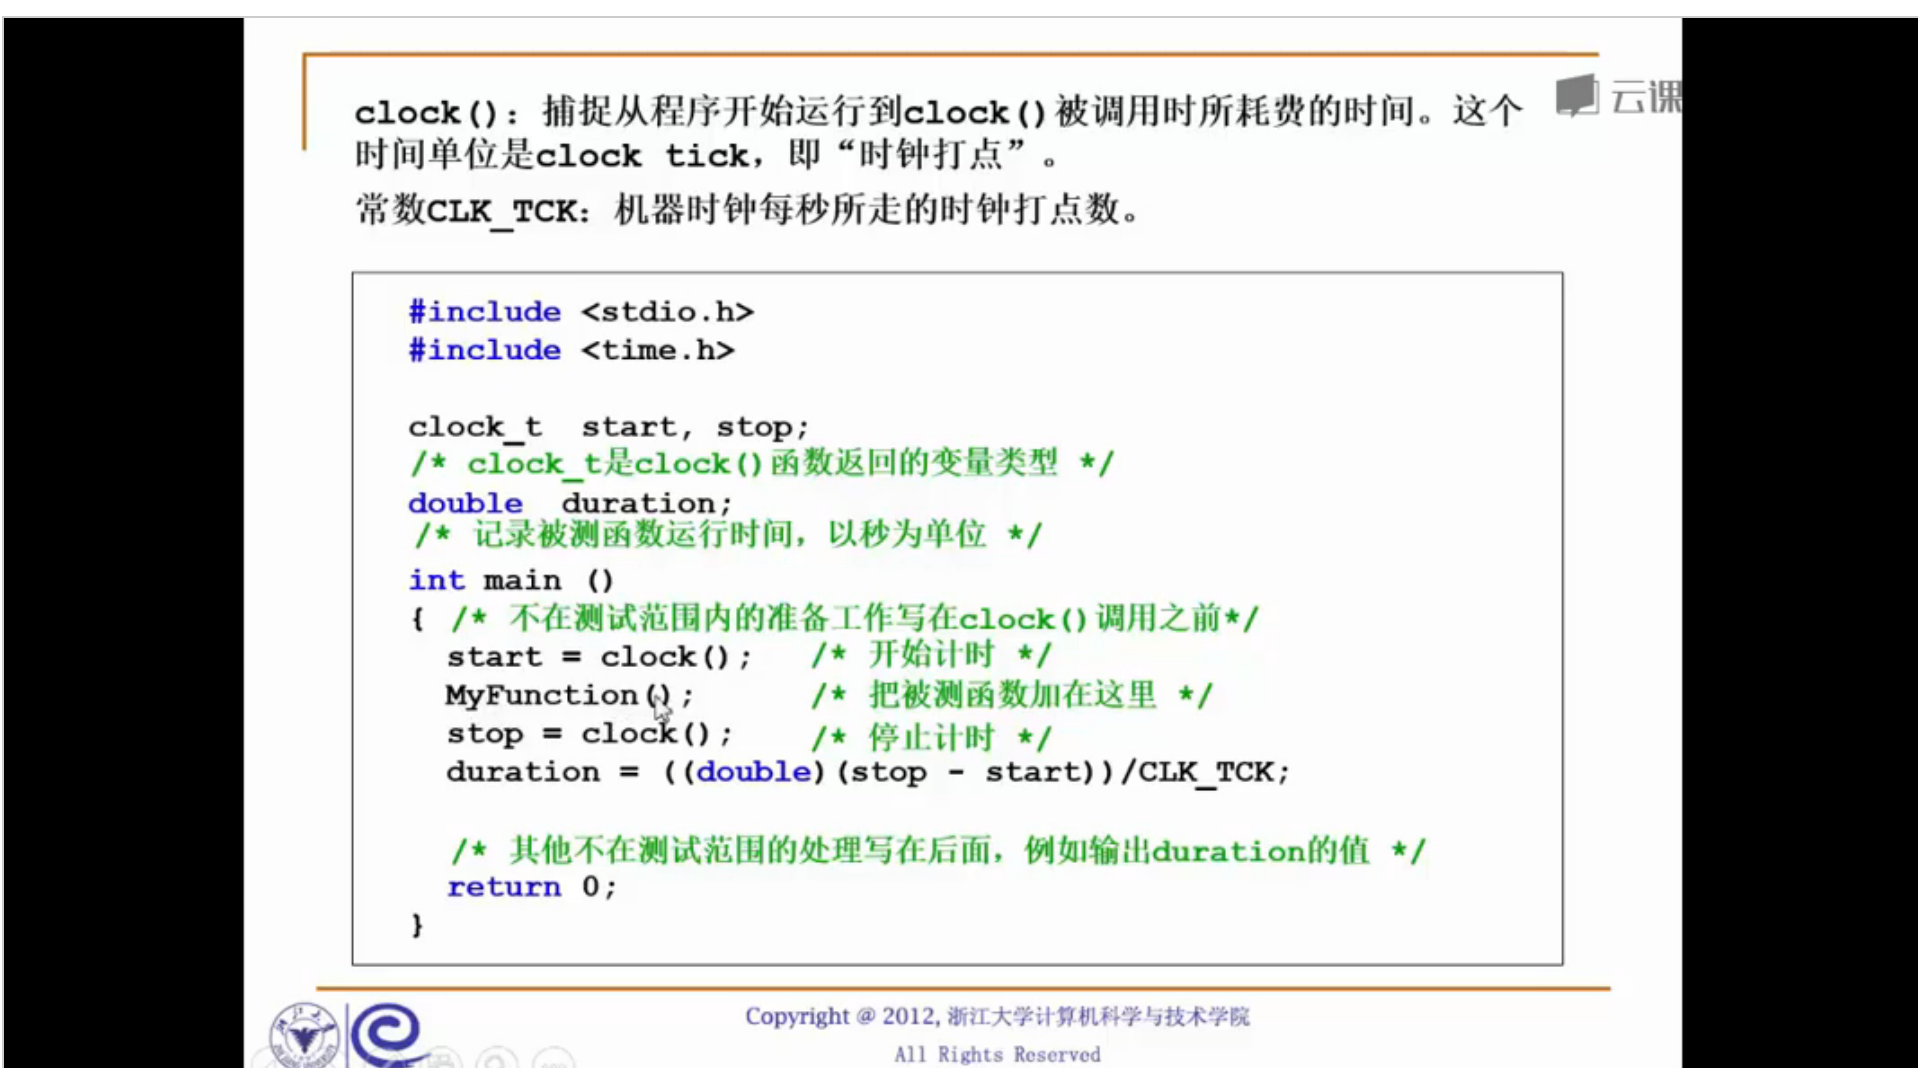 云课
clock(): 捕捉从程序开始运行到clock()被调用时所耗费的时间。这个
时间单位是clock tick，即“时钟打点”。
常数CLK_TCK: 机器时钟每秒所走的时钟打点数。
#include <stdio.h>
#include <time.h>
clock_t  start, stop;
/* clock_t是clock()函数返回的变量类型 */
double  duration;
/* 记录被测函数运行时间，以秒为单位 */
int main ()
{ /* 不在测试范围内的准备工作写在clock()调用之前*/
start = clock();   /* 开始计时 */
MyFunction();      /* 把被测函数加在这里 */
stop = clock();    /* 停止计时 */
duration = ((double)(stop - start))/CLK_TCK;
/* 其他不在测试范围的处理写在后面，例如输出duration的值 */
return 0;
}
Copyright @ 2012, 浙江大学计算机科学与技术学院
All Rights Reserved